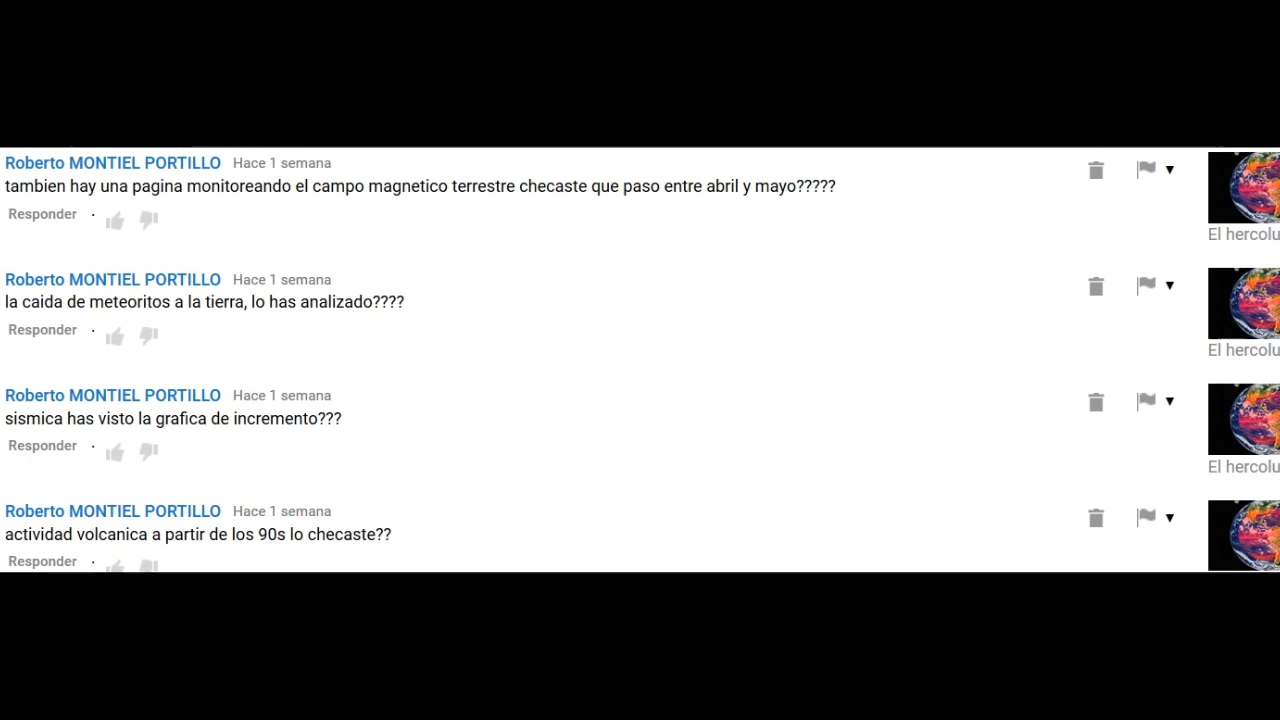 Roberto MONTIEL PORTILLO Hace 1 semana
tambien hay una pagina monitoreando el campo magnetico terrestre checaste que paso entre abril y mayo?????
Responder ·
El hercolu
Roberto MONTIEL PORTILLO Hace 1 semana
la caida de meteoritos a la tierra, lo has analizado????
Responder ·
El hercolu
Roberto MONTIEL PORTILLO Hace 1 semana
sismica has visto la grafica de incremento???
Responder ·
El hercolu
Roberto MONTIEL PORTILLO Hace 1 semana
actividad volcanica a partir de los 90s lo checaste??
Responder ·